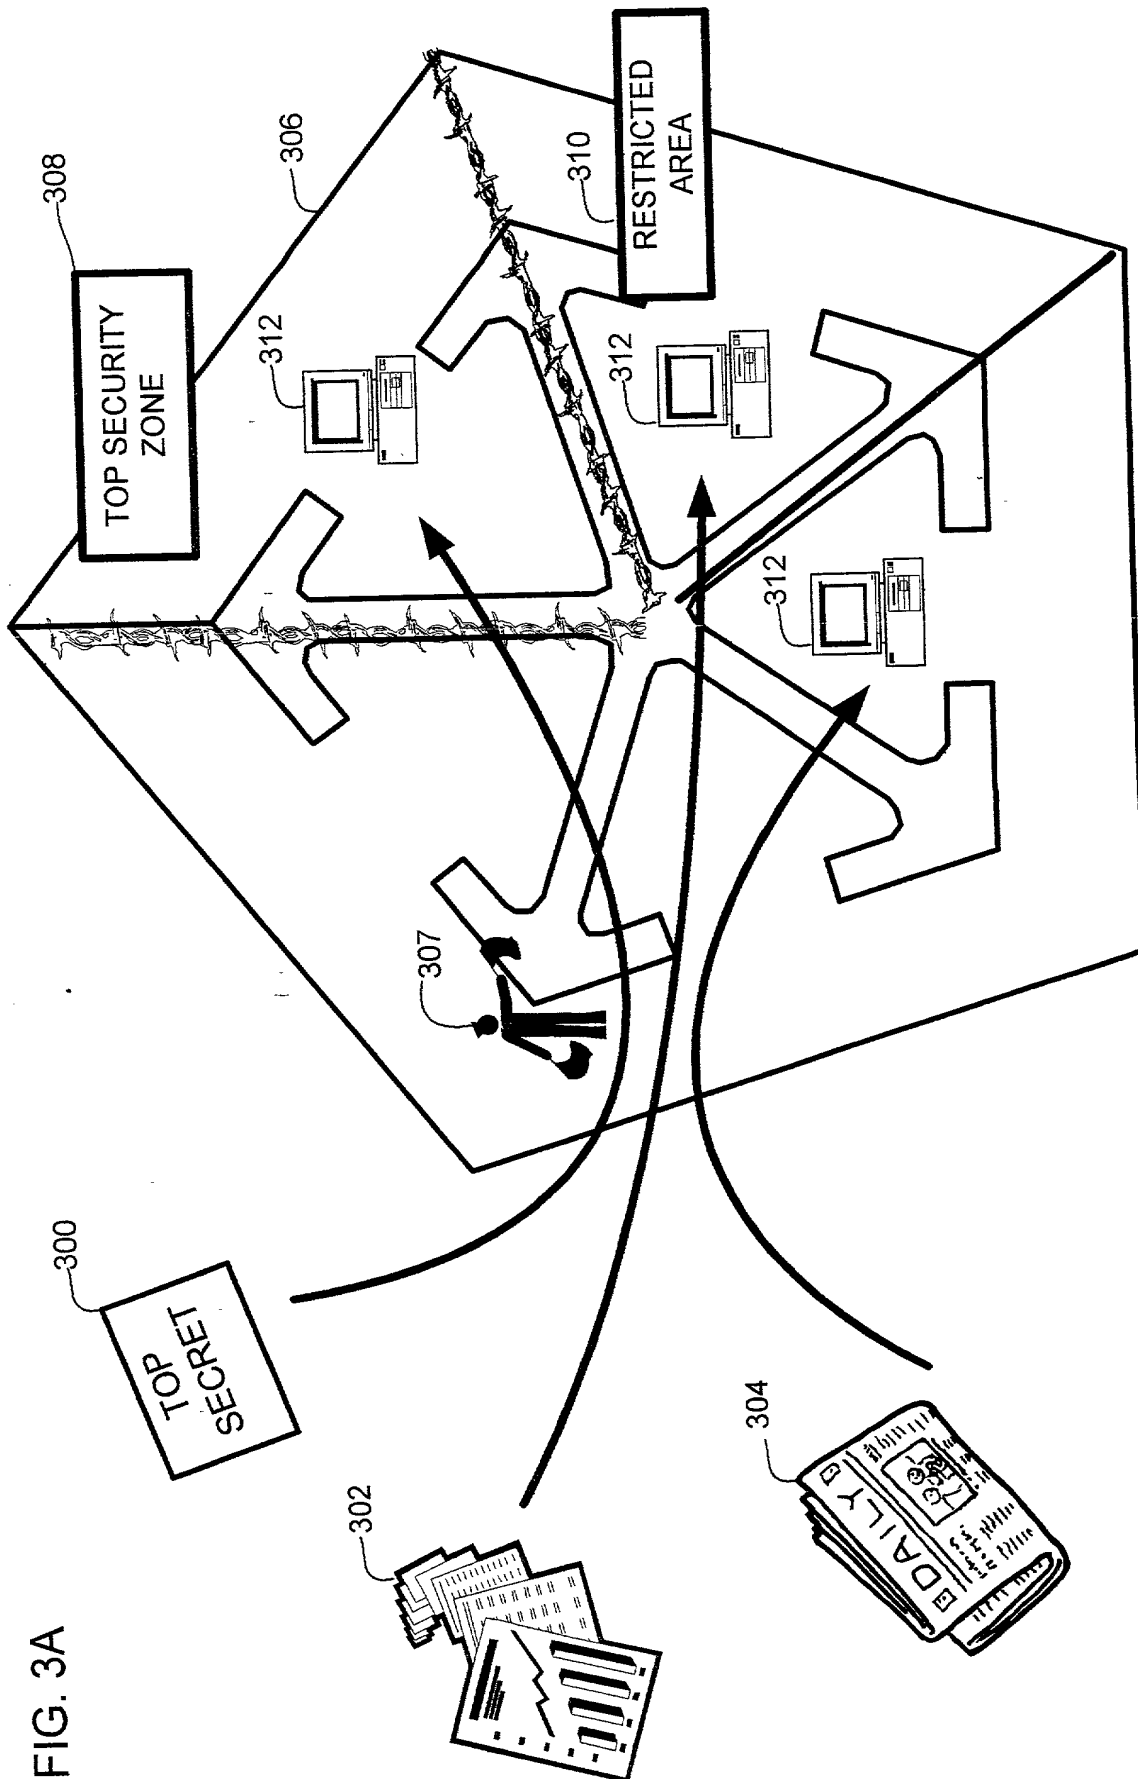 FIG. 3A
300
TOP
SECRET
302
304
DAILY
306
307
308
TOP SECURITY
ZONE
310
RESTRICTED
AREA
312
312
312